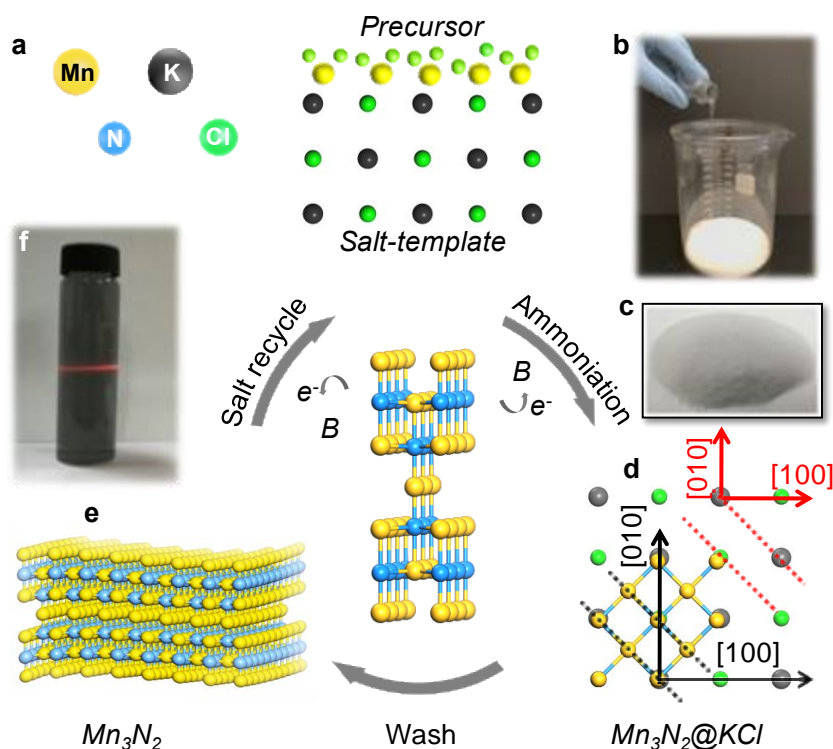 a
Mn
K
N
Cl
Precursor
Salt-template
b
f
Salt recycle
Ammoniation
e-
B
B
e-
c
[010]
[100]
d
[010]
[100]
e
Mn3N2
Wash
Mn3N2@KCl